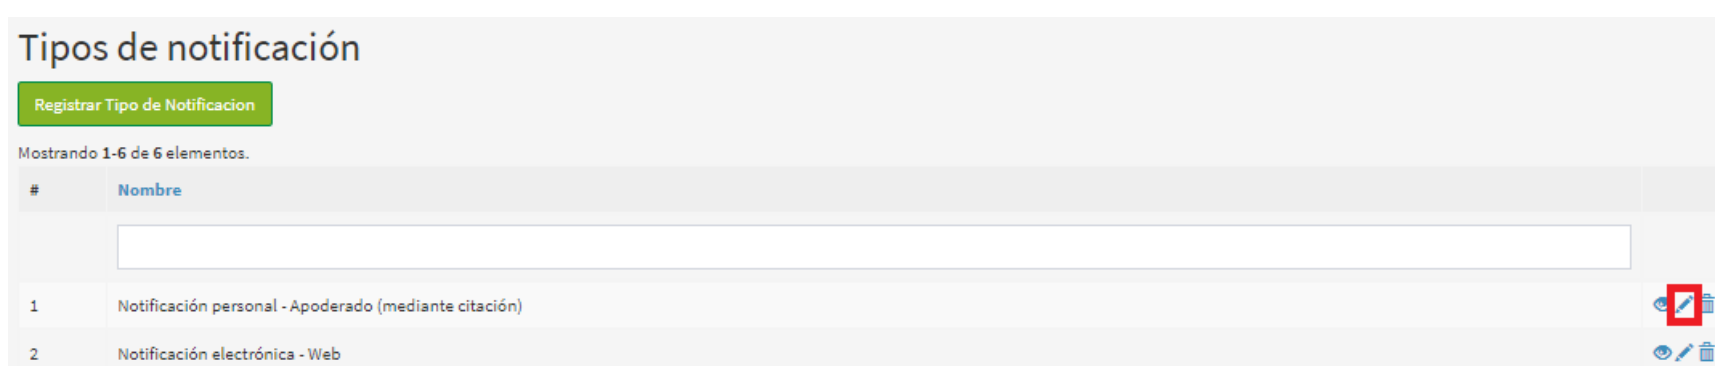 Tipos de notificación
Registrar Tipo de Notificacion
Mostrando 1-6 de 6 elementos.
# Nombre
1 Notificación personal - Apoderado (mediante citación)
2 Notificación electrónica - Web